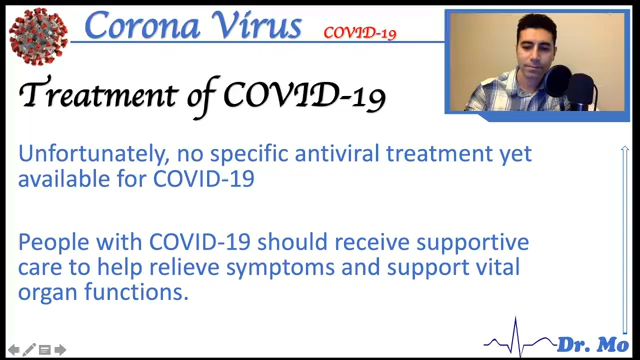 Corona Virus COVID-19
Treatment of COVID-19
Unfortunately, no specific antiviral treatment yet
available for COVID-19
People with COVID-19 should receive supportive
care to help relieve symptoms and support vital
organ functions.
Dr. Mo